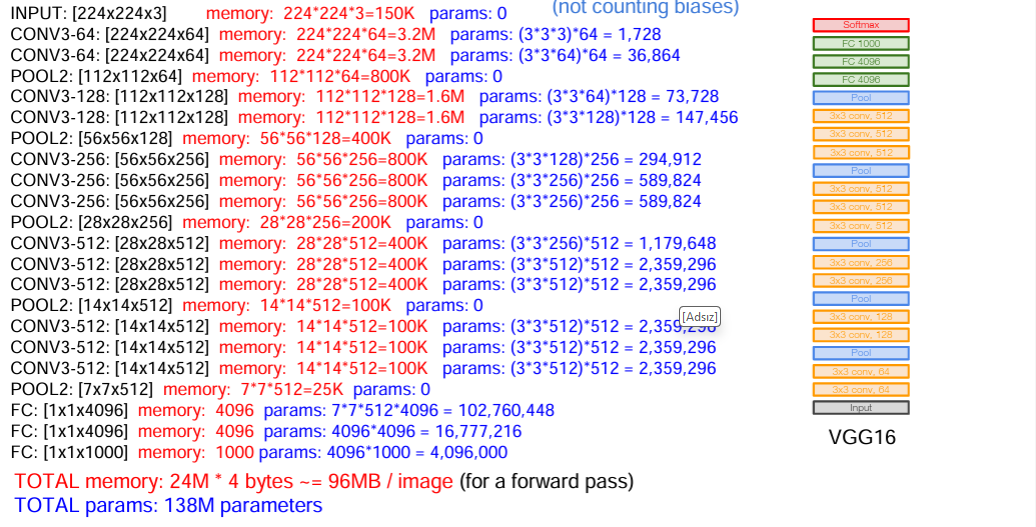 (not counting biases)
INPUT: [224x224x3] memory: 224*224*3=150K params: 0
CONV3-64: [224x224x64] memory: 224*224*64=3.2M params: (3*3*3)*64 = 1,728
CONV3-64: [224x224x64] memory: 224*224*64=3.2M params: (3*3*64)*64 = 36,864
POOL2: [112x112x64] memory: 112*112*64=800K params: 0
CONV3-128: [112x112x128] memory: 112*112*128=1.6M params: (3*3*64)*128 = 73,728
CONV3-128: [112x112x128] memory: 112*112*128=1.6M params: (3*3*128)*128 = 147,456
POOL2: [56x56x128] memory: 56*56*128=400K params: 0
CONV3-256: [56x56x256] memory: 56*56*256=800K params: (3*3*128)*256 = 294,912
CONV3-256: [56x56x256] memory: 56*56*256=800K params: (3*3*256)*256 = 589,824
CONV3-256: [56x56x256] memory: 56*56*256=800K params: (3*3*256)*256 = 589,824
POOL2: [28x28x256] memory: 28*28*256=200K params: 0
CONV3-512: [28x28x512] memory: 28*28*512=400K params: (3*3*256)*512 = 1,179,648
CONV3-512: [28x28x512] memory: 28*28*512=400K params: (3*3*512)*512 = 2,359,296
CONV3-512: [28x28x512] memory: 28*28*512=400K params: (3*3*512)*512 = 2,359,296
POOL2: [14x14x512] memory: 14*14*512=100K params: 0
CONV3-512: [14x14x512] memory: 14*14*512=100K params: (3*3*512)*512 = 2,359,296
[Adsız]
CONV3-512: [14x14x512] memory: 14*14*512=100K params: (3*3*512)*512 = 2,359,296
CONV3-512: [14x14x512] memory: 14*14*512=100K params: (3*3*512)*512 = 2,359,296
POOL2: [7x7x512] memory: 7*7*512=25K params: 0
FC: [1x1x4096] memory: 4096 params: 7*7*512*4096 = 102,760,448
FC: [1x1x4096] memory: 4096 params: 4096*4096 = 16,777,216
FC: [1x1x1000] memory: 1000 params: 4096*1000 = 4,096,000
TOTAL memory: 24M * 4 bytes ~= 96MB / image (for a forward pass)
TOTAL params: 138M parameters
Softmax
FC 1000
FC 4096
FC 4096
Pool
3x3 conv, 512
3x3 conv, 512
3x3 conv, 512
Pool
3x3 conv, 512
3x3 conv, 512
3x3 conv, 512
Pool
3x3 conv, 256
3x3 conv, 256
Pool
3x3 conv, 128
3x3 conv, 128
Pool
3x3 conv, 64
3x3 conv, 64
Input
VGG16